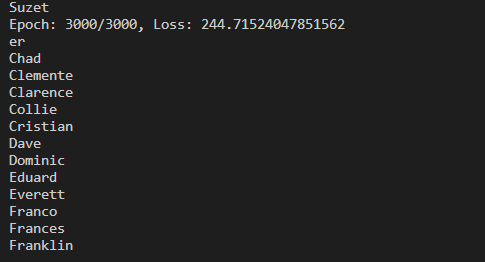 Suzet
Epoch: 3000/3000, Loss: 244.71524047851562
er
Chad
Clemente
Clarence
Collie
Cristian
Dave
Dominic
Eduard
Everett
Franco
Frances
Franklin